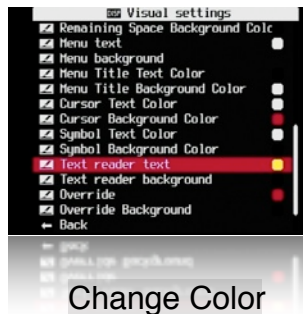 Visual settings
Remaining Space Background Colo
Menu text
Menu background
Menu Title Text Color
Menu Title Background Color
Cursor Text Color
Cursor Background Color
Symbol Text Color
Symbol Background Color
Text reader text
Text reader background
Override
Override Background
← Back
Change Color